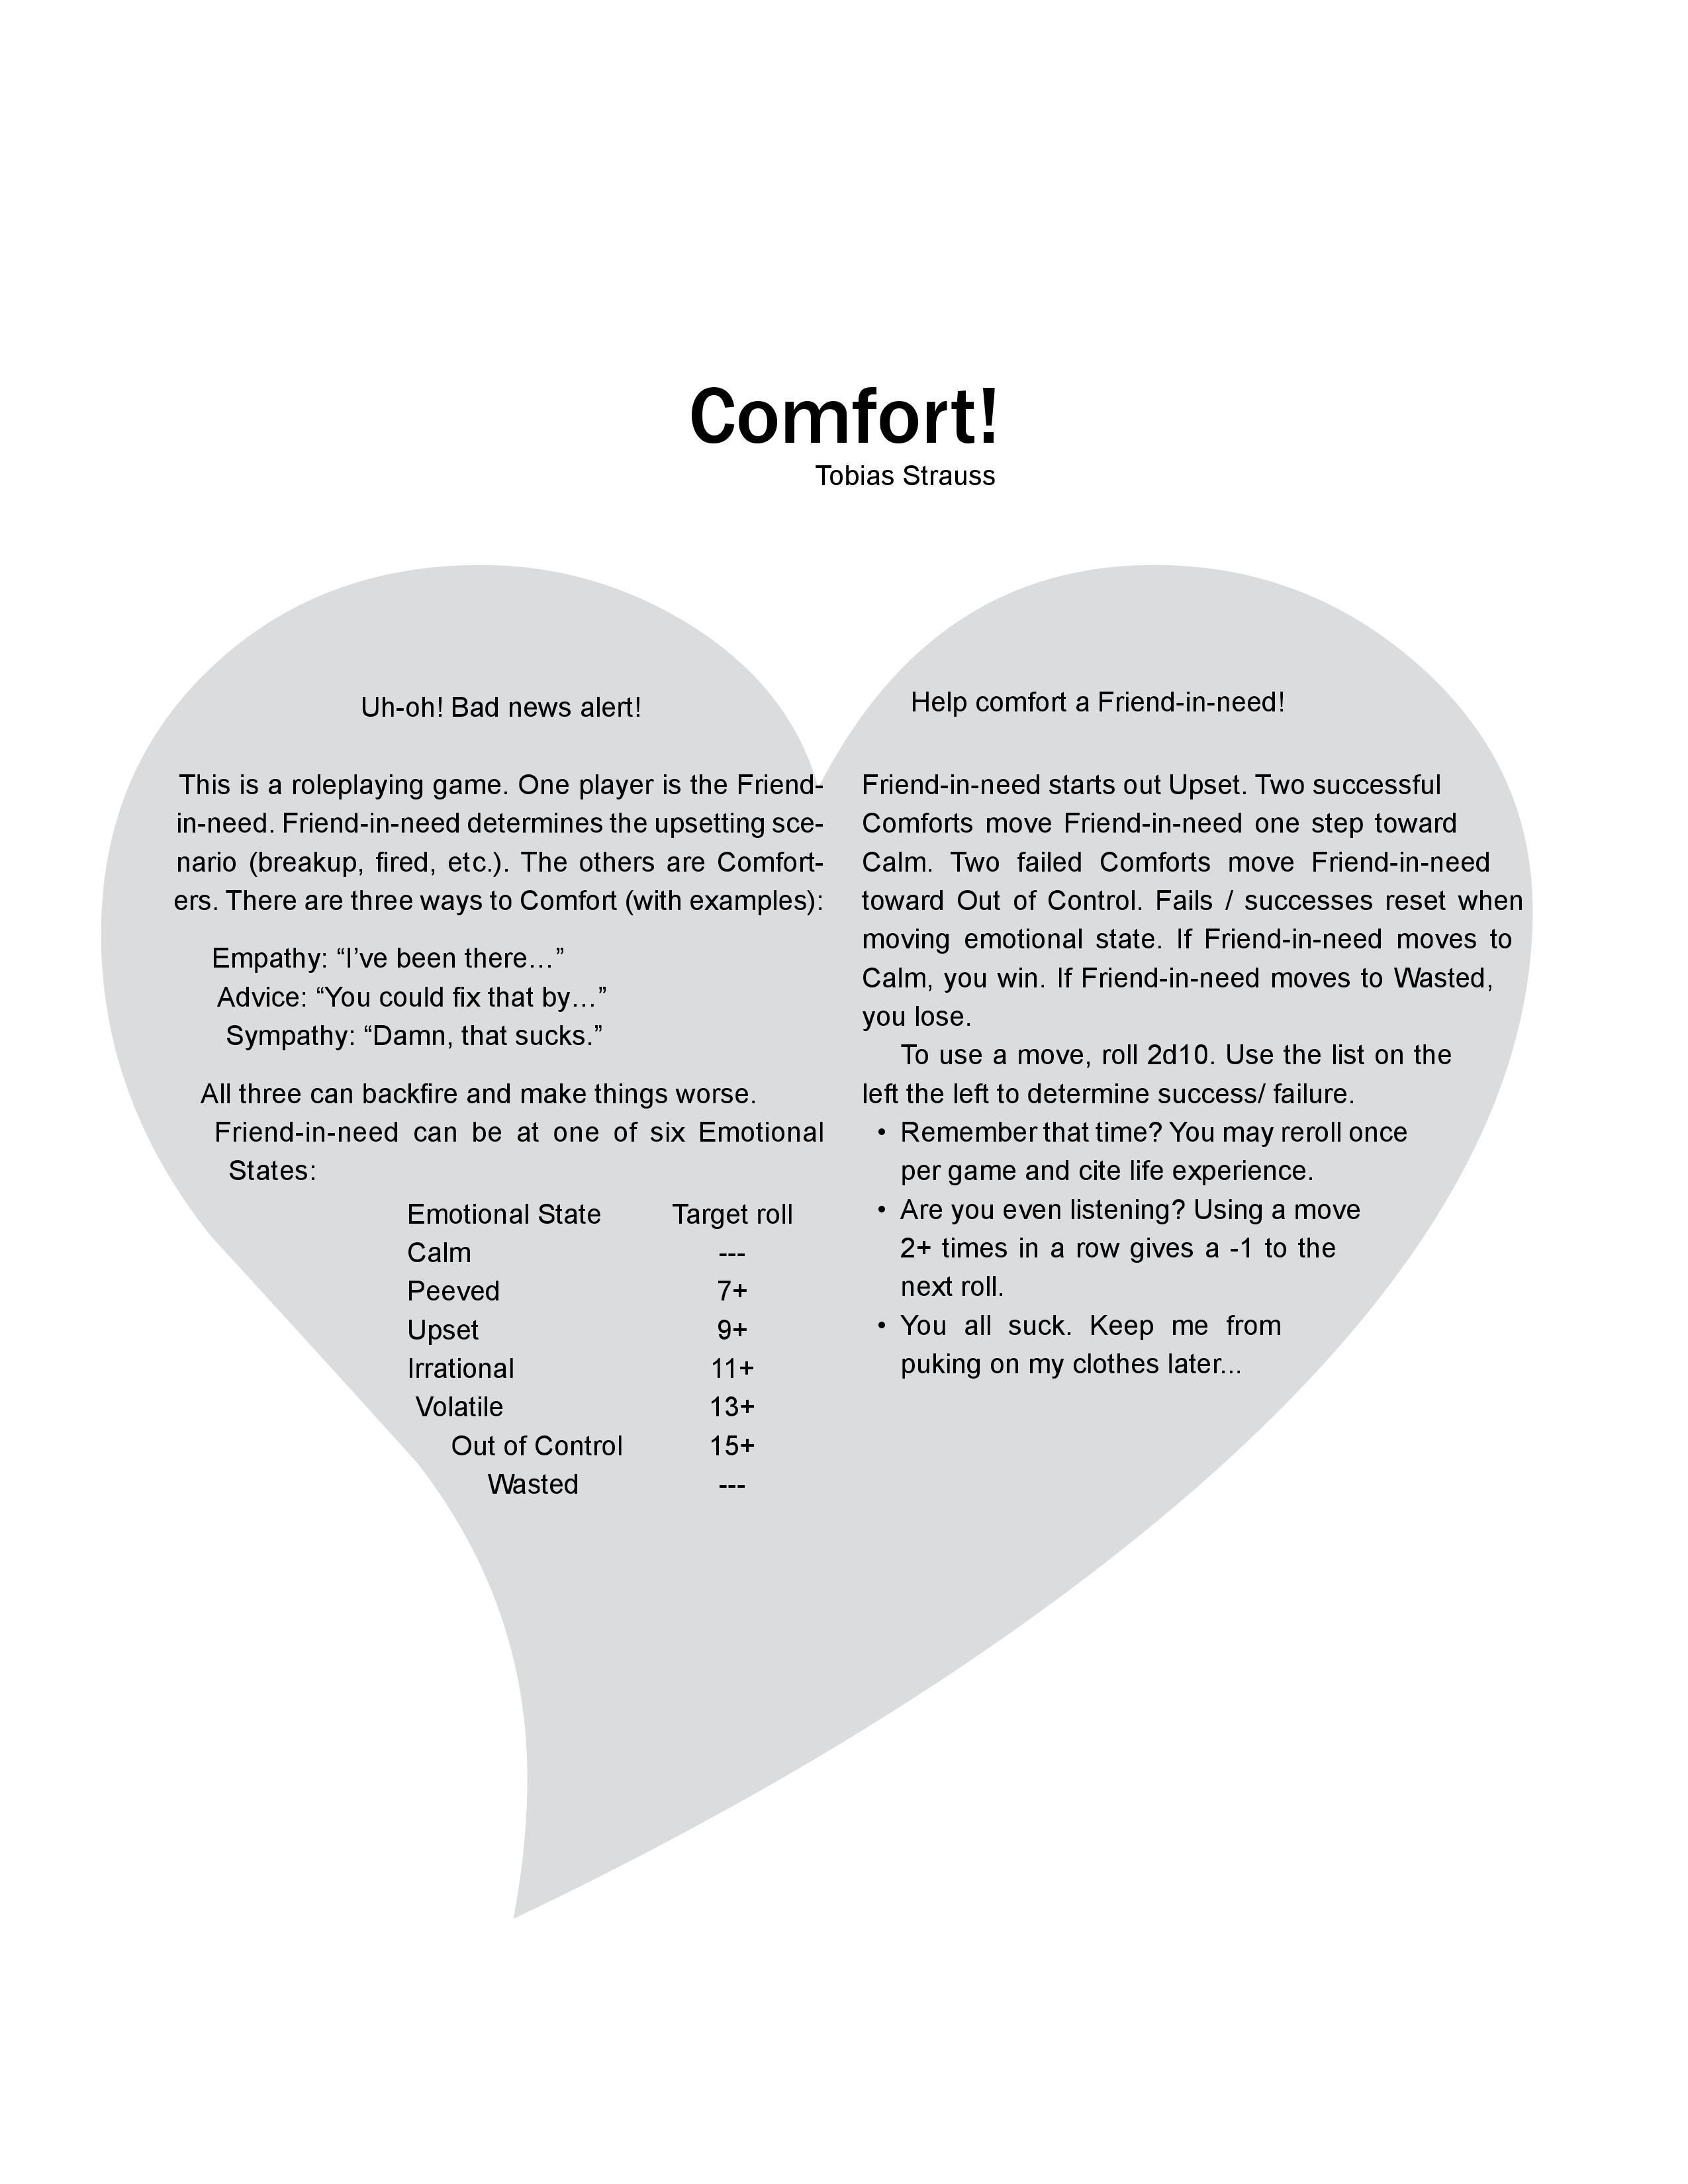 Comfort!
Tobias Strauss
Uh-oh! Bad news alert!
This is a roleplaying game. One player is the Friend-
in-need. Friend-in-need determines the upsetting sce-
nario (breakup, fired, etc.). The others are Comfort-
ers. There are three ways to Comfort (with examples):
Empathy: “I’ve been there…”
Advice: “You could fix that by…”
Sympathy: “Damn, that sucks.”
All three can backfire and make things worse.
Friend-in-need can be at one of six Emotional
States:
Emotional State Target roll
Calm ---
Peeved 7+
Upset 9+
Irrational 11+
Volatile 13+
Out of Control 15+
Wasted ---
Help comfort a Friend-in-need!
Friend-in-need starts out Upset. Two successful
Comforts move Friend-in-need one step toward
Calm. Two failed Comforts move Friend-in-need
toward Out of Control. Fails / successes reset when
moving emotional state. If Friend-in-need moves to
Calm, you win. If Friend-in-need moves to Wasted,
you lose.
To use a move, roll 2d10. Use the list on the
left the left to determine success/ failure.
• Remember that time? You may reroll once
per game and cite life experience.
• Are you even listening? Using a move
2+ times in a row gives a -1 to the
next roll.
• You all suck. Keep me from
puking on my clothes later...